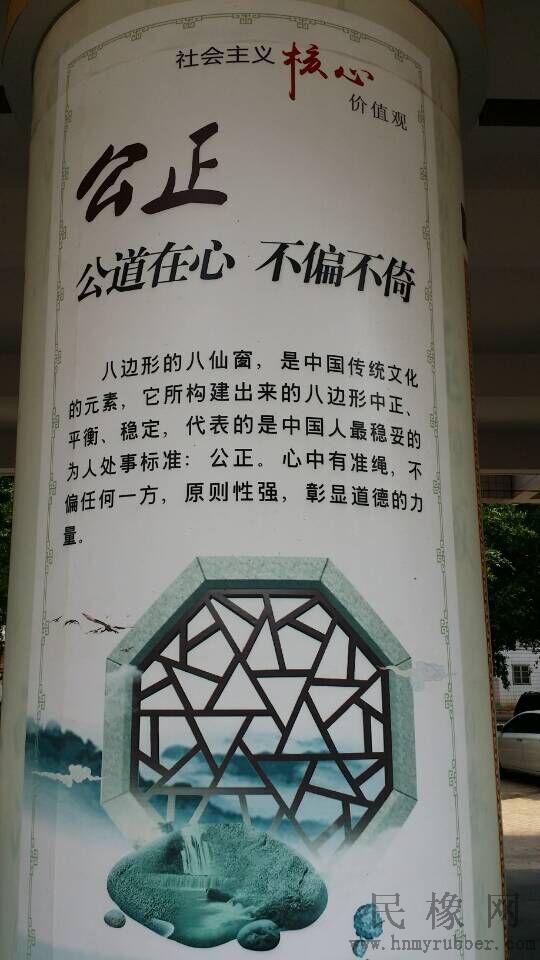 社会主义核心
价值观
公正
公道在心 不偏不倚
八边形的八仙窗，是中国传统文化
的元素，它所构建出来的八边形中正、
平衡、稳定，代表的是中国人最稳妥的
为人处事标准：公正。心中有准绳，不
偏任何一方，原则性强，彰显道德的力
量。
民橡网
www.hnmyrubber.com